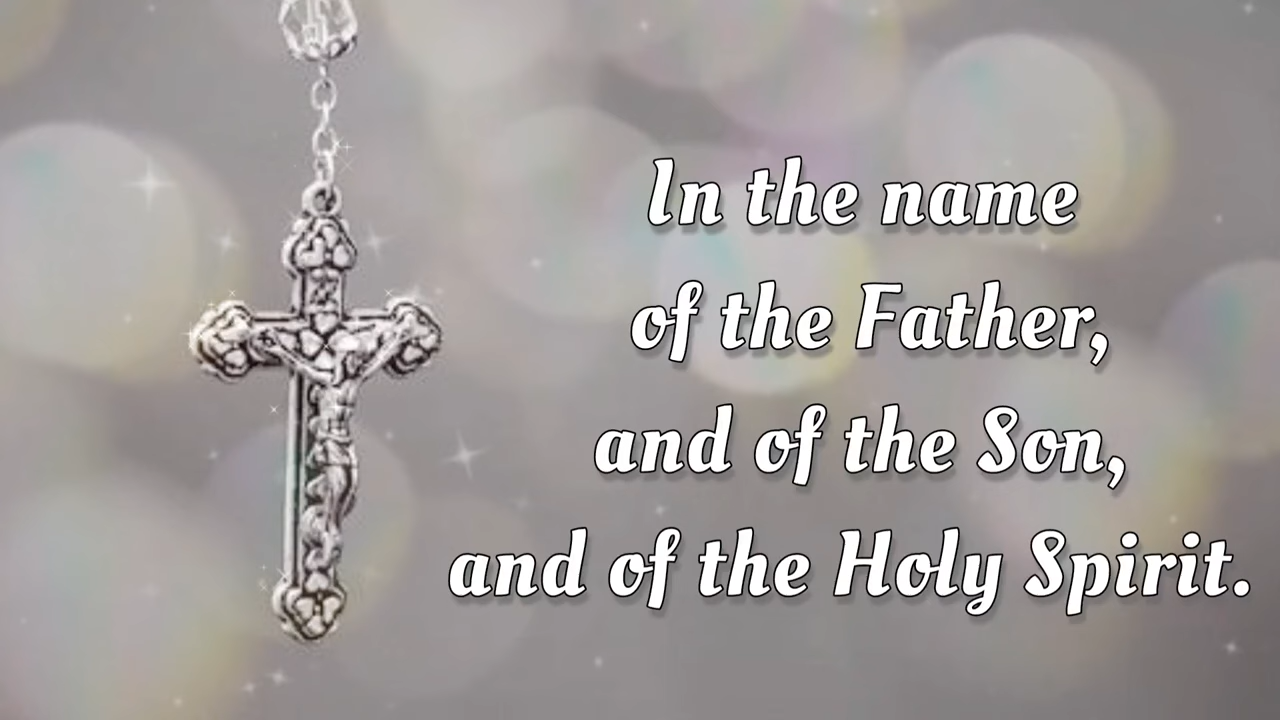 In the name
of the Father,
and of the Son,
and of the Holy Spirit.